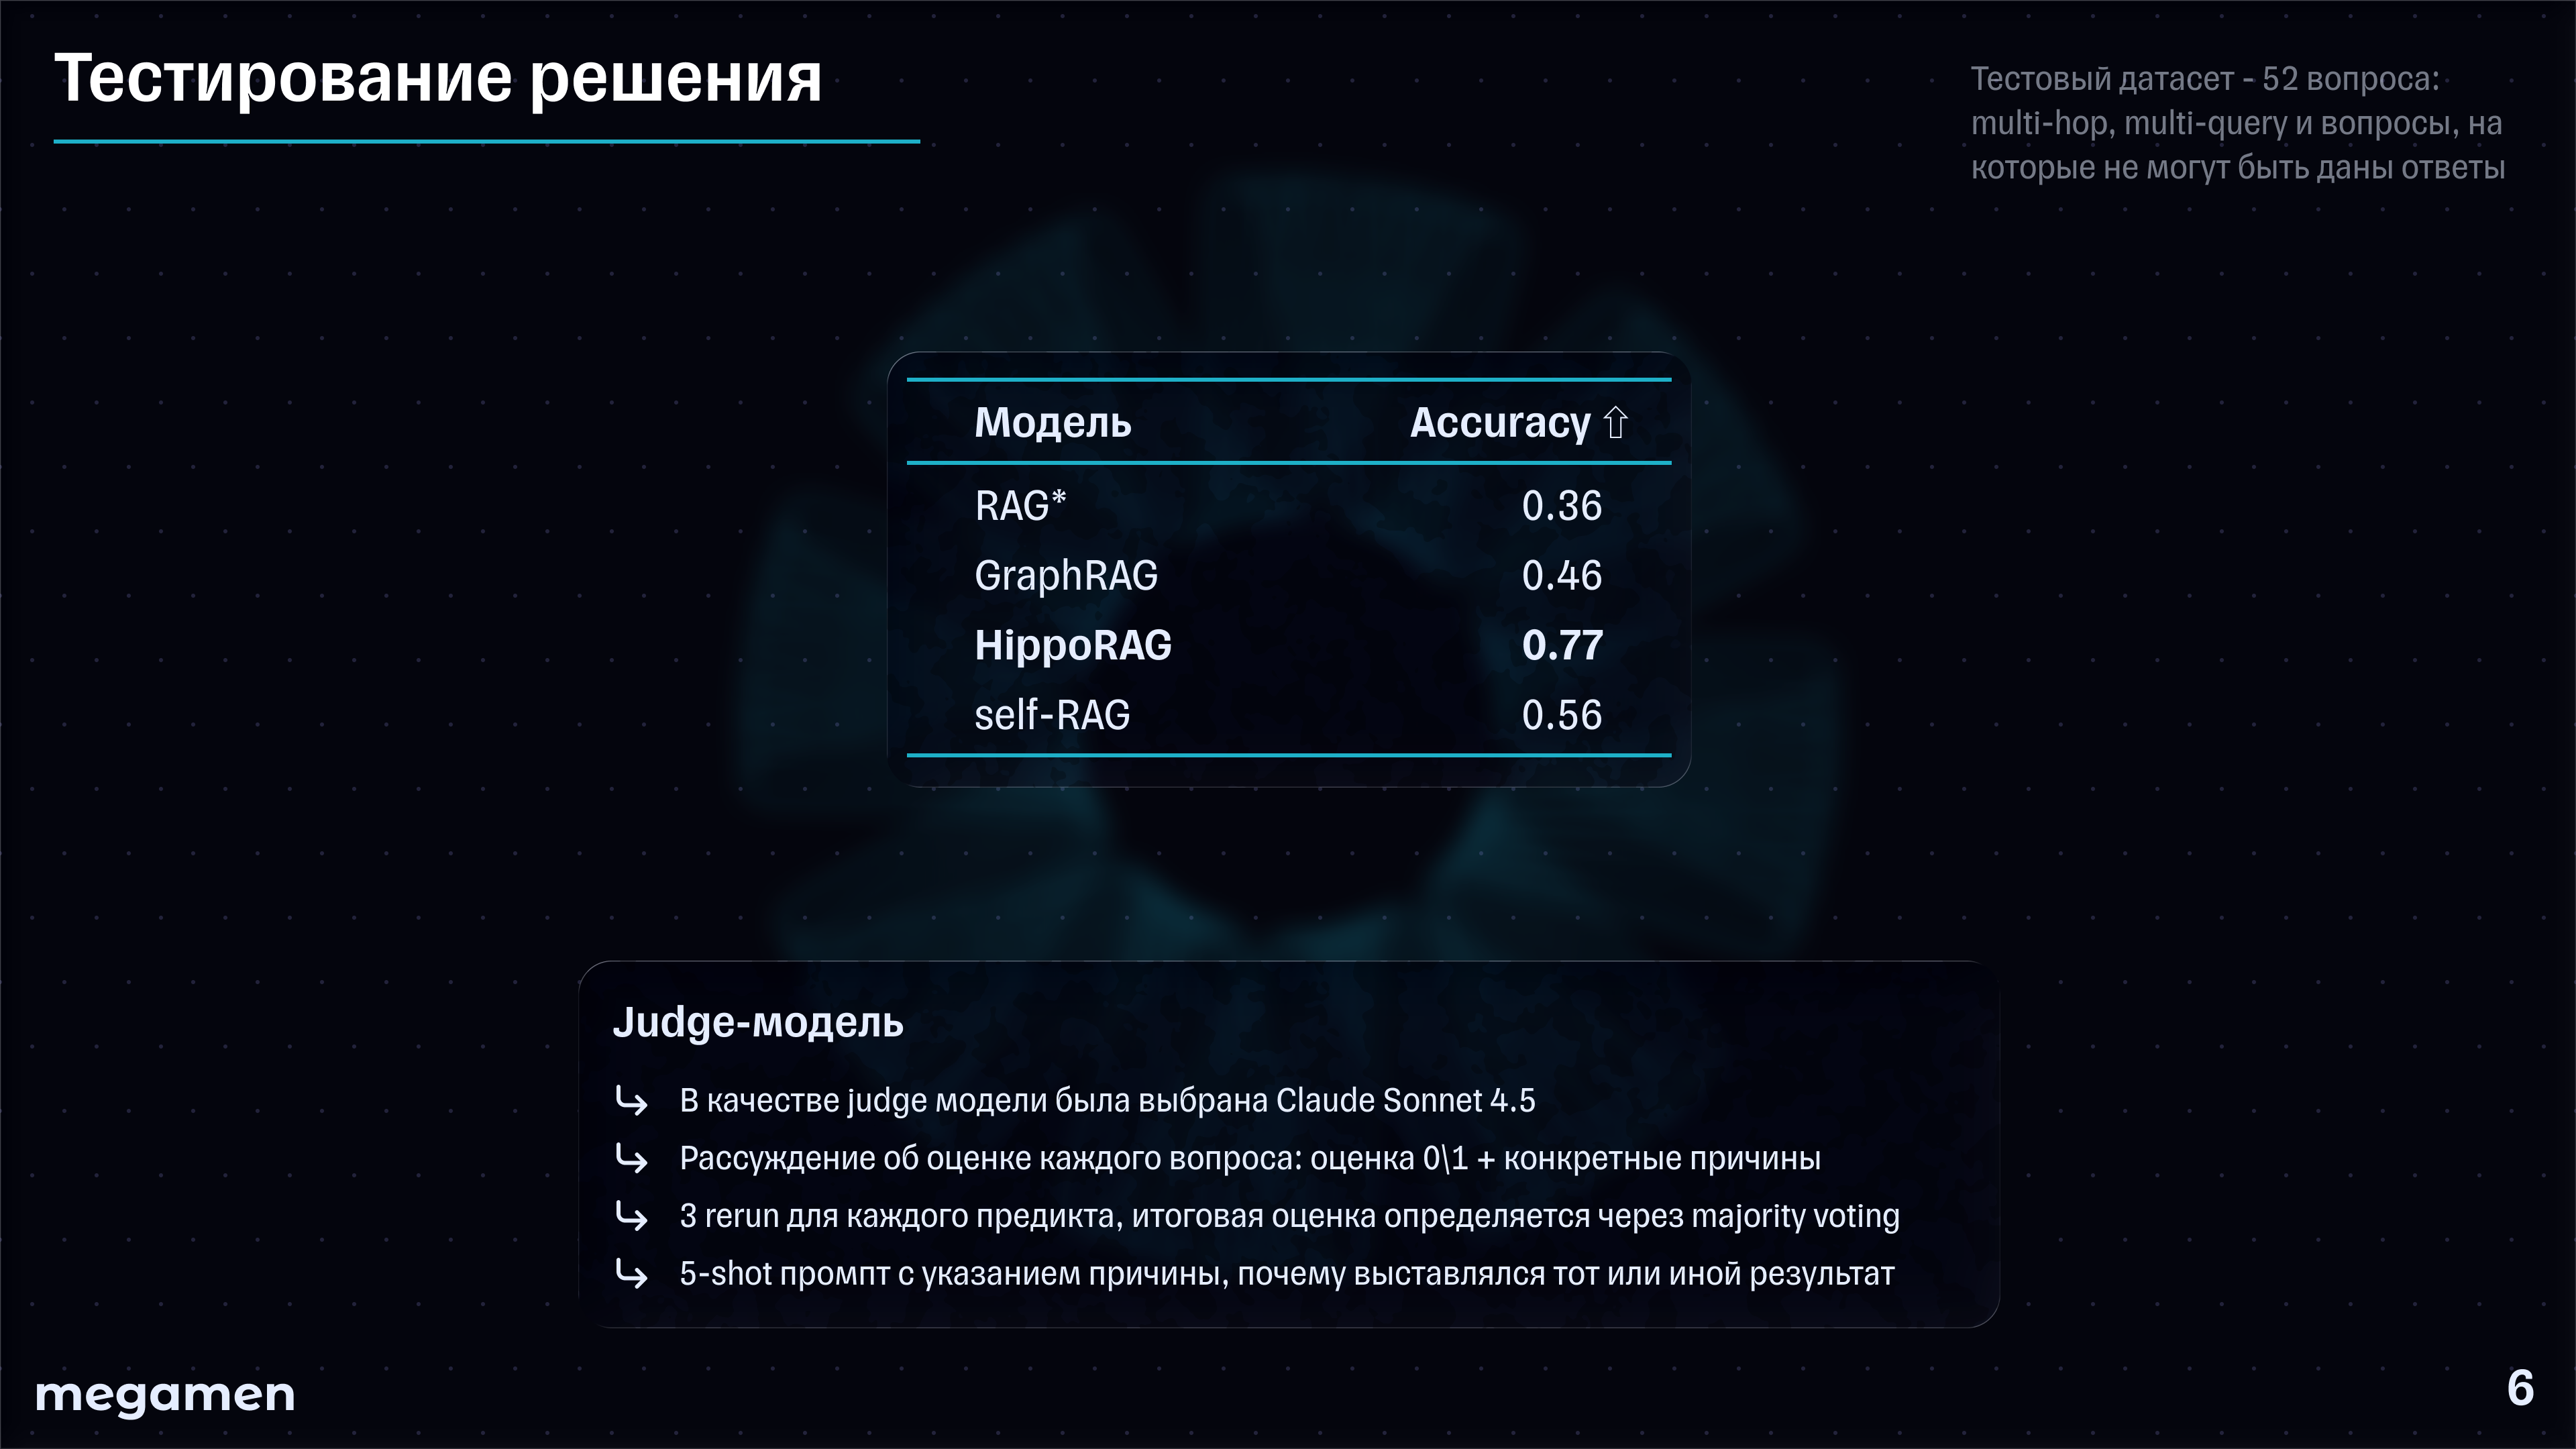 Тестирование решения
Тестовый датасет - 52 вопроса:
multi-hop, multi-query и вопросы, на
которые не могут быть даны ответы
Модель Accuracy ⇧
RAG* 0.36
GraphRAG 0.46
HippoRAG 0.77
self-RAG 0.56
Judge-модель
В качестве judge модели была выбрана Claude Sonnet 4.5
Рассуждение об оценке каждого вопроса: оценка 0\1 + конкретные причины
3 rerun для каждого предикта, итоговая оценка определяется через majority voting
5-shot промпт с указанием причины, почему выставлялся тот или иной результат
megamen
6